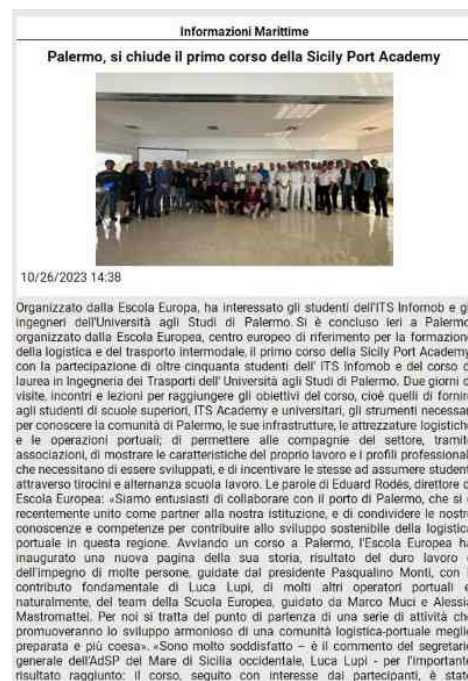 Informazioni Marittime
Palermo, si chiude il primo corso della Sicily Port Academy
10/26/2023 14:38
Organizzato dalla Escola Europa, ha interessato gli studenti dell'ITS Infomob e gl
ingegneri dell'Università agli Studi di Palermo. Si è concluso ieri a Palermo
organizzato dalla Escola Europea, centro europeo di riferimento per la formazione
della logistica e del trasporto intermodale, il primo corso della Sicily Port Academy
con la partecipazione di oltre cinquanta studenti dell' ITS Infomob e del corso d
laurea in Ingegneria dei Trasporti dell' Università agli Studi di Palermo. Due giorni d
visite, incontri e lezioni per raggiungere gli obiettivi del corso, cioè quelli di fornire
agli studenti di scuole superiori, ITS Academy e universitari, gli strumenti necessar
per conoscere la comunità di Palermo, le sue infrastrutture, le attrezzature logistiche
e le operazioni portuali; di permettere alle compagnie del settore, tramite
associazioni, di mostrare le caratteristiche del proprio lavoro e i profili professional
che necessitano di essere sviluppati, e di incentivare le stesse ad assumere student
attraverso tirocini e alternanza scuola lavoro. Le parole di Eduard Rodés, direttore d
Escola Europea: «Siamo entusiasti di collaborare con il porto di Palermo, che si
recentemente unito come partner alla nostra istituzione, e di condividere le nostre
conoscenze e competenze per contribuire allo sviluppo sostenibile della logistica
portuale in questa regione. Avviando un corso a Palermo, l'Escola Europea ha
inaugurato una nuova pagina della sua storia, risultato del duro lavoro
dell'impegno di molte persone, guidate dal presidente Pasqualino Monti, con
contributo fondamentale di Luca Lupi, di molti altri operatori portuali e
naturalmente, del team della Scuola Europea, guidato da Marco Muci e Alessia
Mastromattei. Per noi si tratta del punto di partenza di una serie di attività che
promuoveranno lo sviluppo armonioso di una comunità logistica-portuale meglio
preparata e più coesa». «Sono molto soddisfatto – è il commento del segretario
generale dell'AdSP del Mare di Sicilia occidentale, Luca Lupi - per l'importante
risultato raggiunto: il corso, seguito con interesse dai partecipanti, è stato